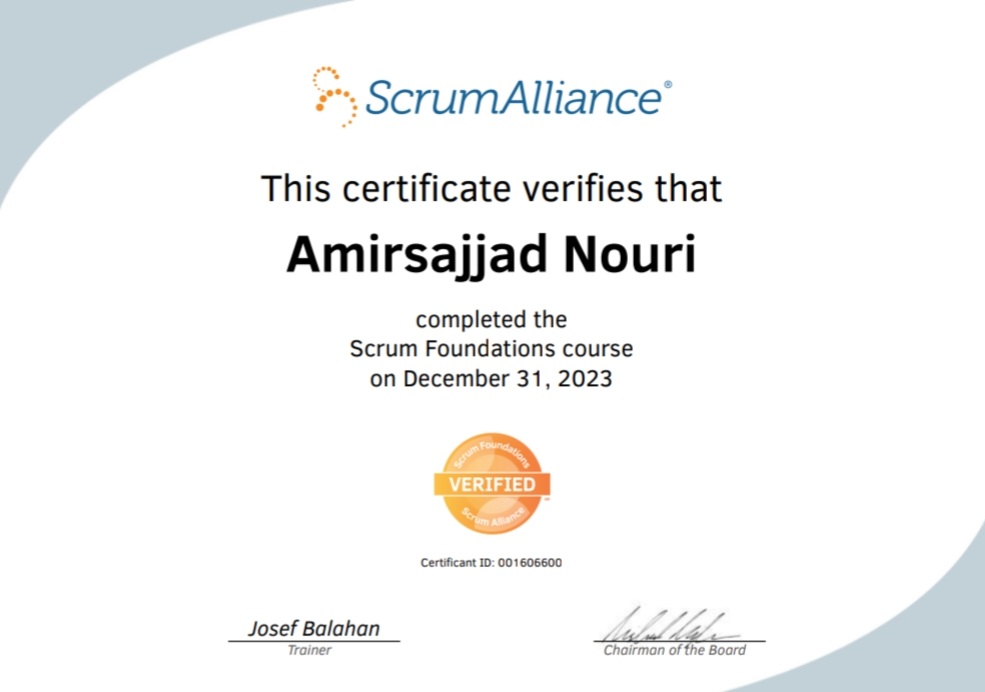 ScrumAlliance®
This certificate verifies that
Amirsajjad Nouri
completed the
Scrum Foundations course
on December 31, 2023
Scrum Foundations
VERIFIED
™
Scrum Alliance
Certificant ID: 001606600
Josef Balahan
Trainer
Chairman of the Board